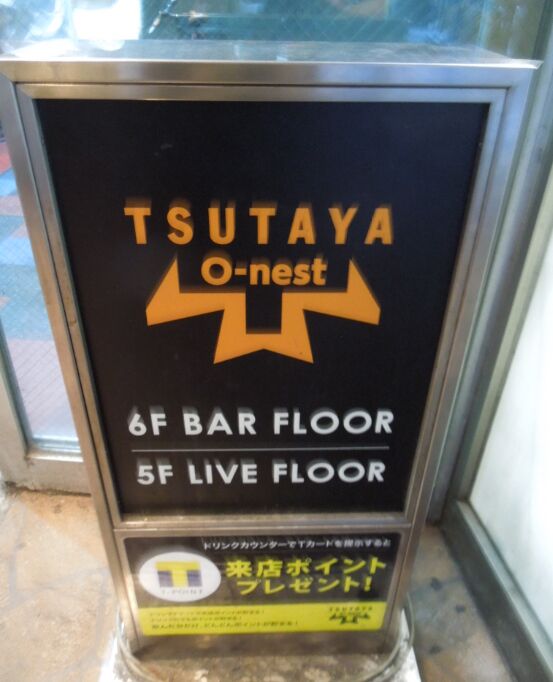 TSUTAYA
O-nest
6F BAR FLOOR
5F LIVE FLOOR
ドリンクカウンターでTカードを提示すると
T-POINT
来店ポイント
プレゼント!
TSUTAYA
O-nest